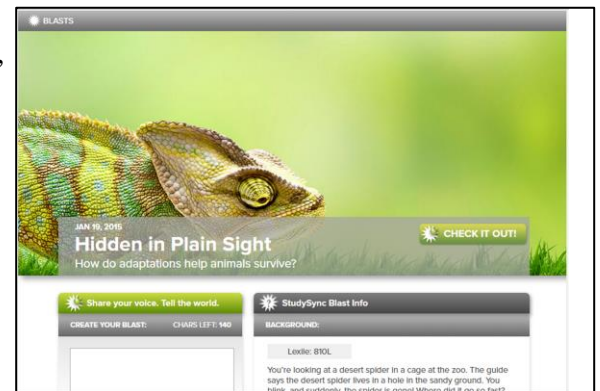 ,
BLASTS
JAN 19, 2015
Hidden in Plain Sight
How do adaptations help animals survive?
CHECK IT OUT!
Share your voice. Tell the world.
CREATE YOUR BLAST: CHARS LEFT: 140
StudySync Blast Info
BACKGROUND:
Lexile: 810L
You're looking at a desert spider in a cage at the zoo. The guide
says the desert spider lives in a hole in the sandy ground. You
blink, and suddenly, the spider is gone! Where did it go so fast?